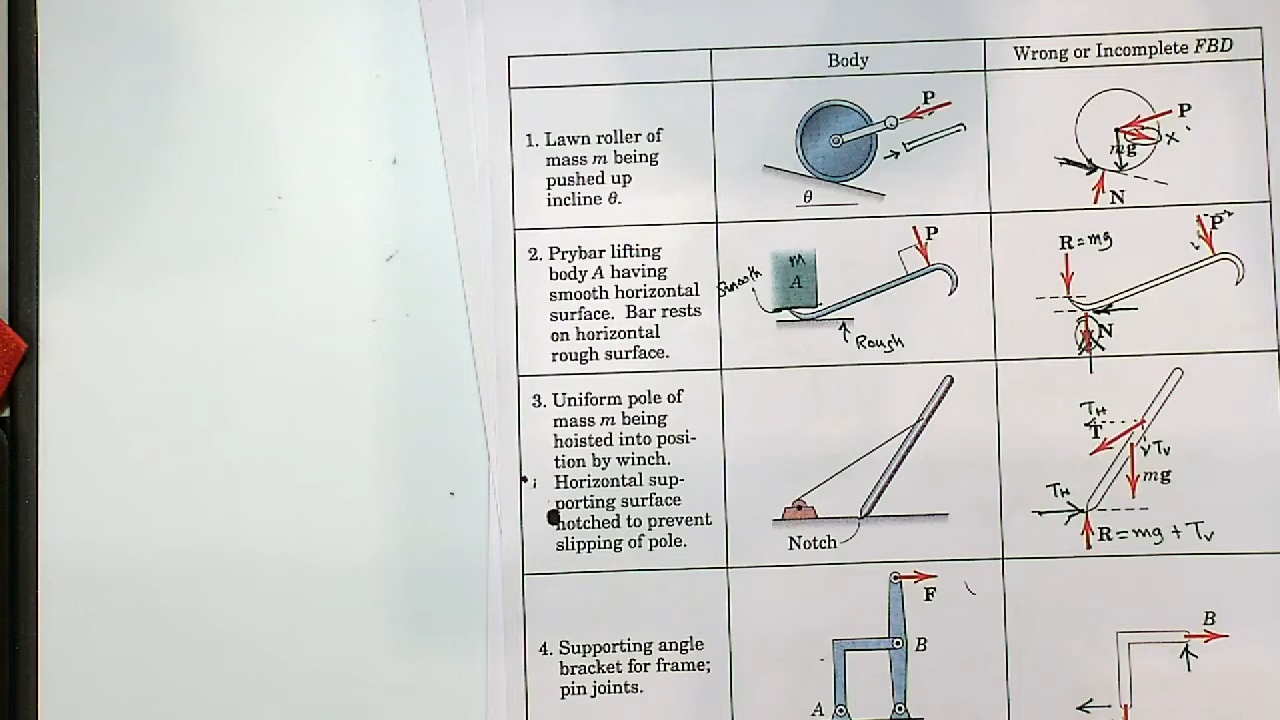 Body
Wrong or Incomplete FBD
1. Lawn roller of
mass m being
pushed up
incline θ.
P
θ
P
x
mg
N
2. Prybar lifting
body A having
smooth horizontal
surface. Bar rests
on horizontal
rough surface.
Smooth
m
A
P
Rough
R = mg
P
N
3. Uniform pole of
mass m being
hoisted into posi-
tion by winch.
Horizontal sup-
porting surface
notched to prevent
slipping of pole.
Notch
TH
T
TV
mg
TH
R = mg + Tv
4. Supporting angle
bracket for frame;
pin joints.
F
B
A
B